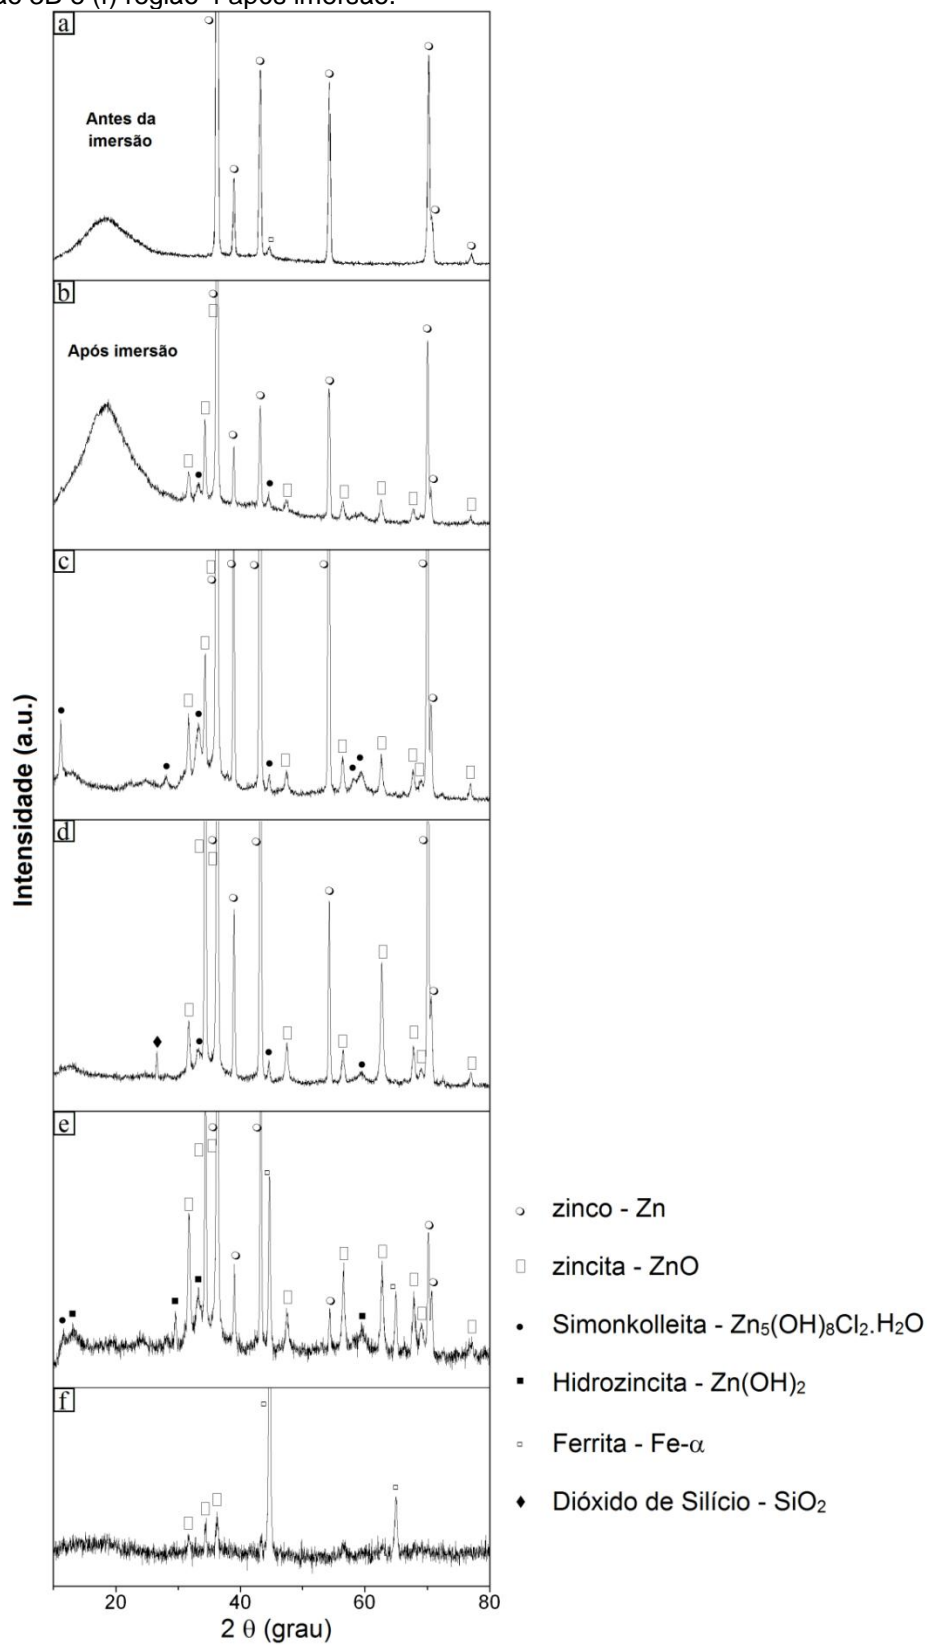 ao 3D e (f) região 4 após imersão.
a
Antes da
imersão
b
Após imersão
c
d
e
f
Intensidade (a.u.)
20 40 60 80
2 θ (grau)
zinco - Zn
zincita - ZnO
Simonkolleita - Zn₅(OH)₈Cl₂.H₂O
Hidrozincita - Zn(OH)₂
Ferrita - Fe-α
Dióxido de Silício - SiO₂